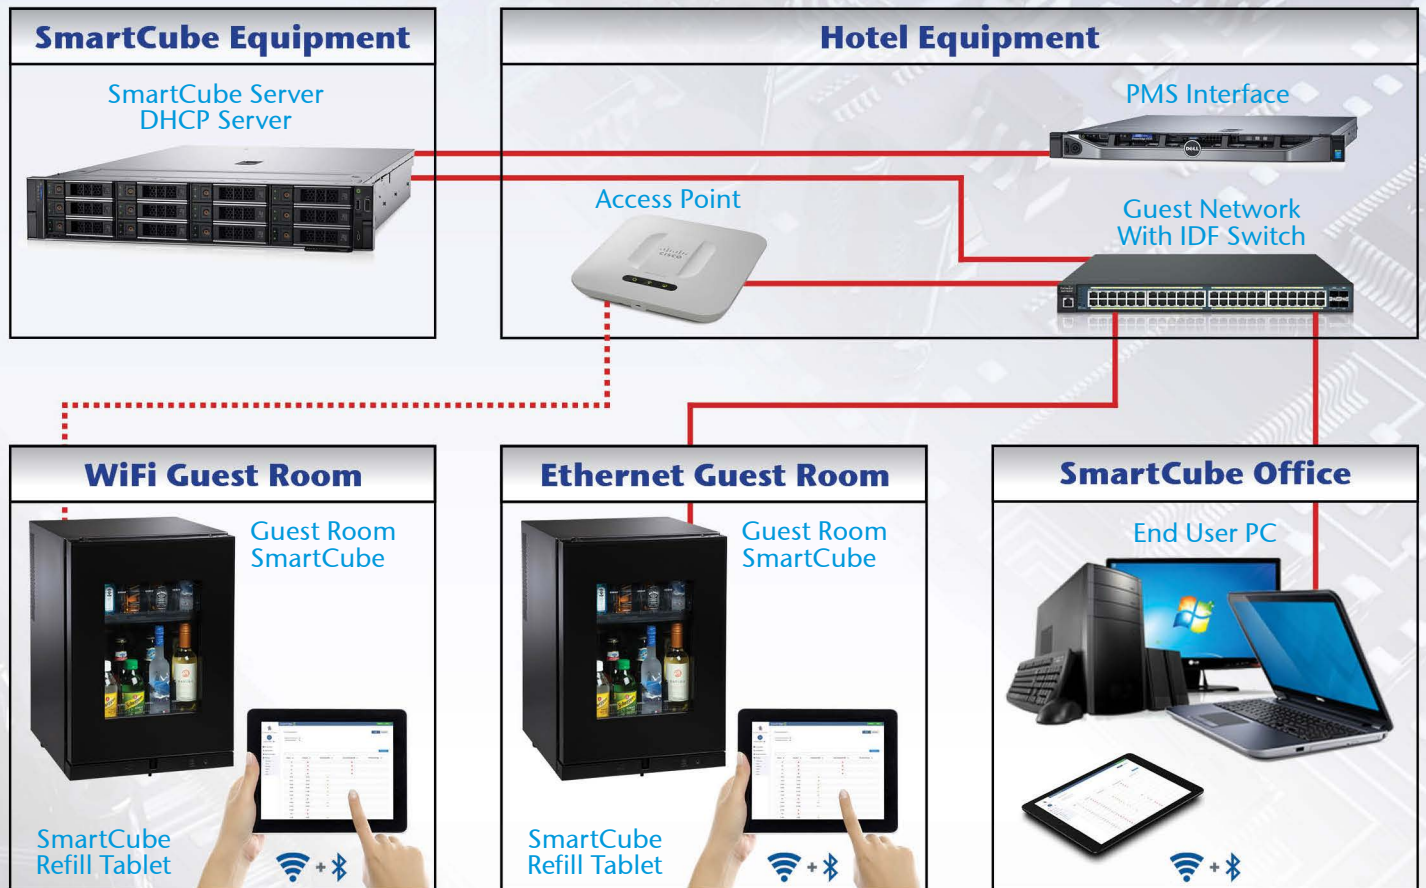 SmartCube Equipment
SmartCube Server
DHCP Server
Hotel Equipment
PMS Interface
DELL
Access Point
CISCO
Guest Network
With IDF Switch
WiFi Guest Room
Guest Room
SmartCube
SmartCube
Refill Tablet
+
Ethernet Guest Room
Guest Room
SmartCube
SmartCube
Refill Tablet
+
SmartCube Office
End User PC
+